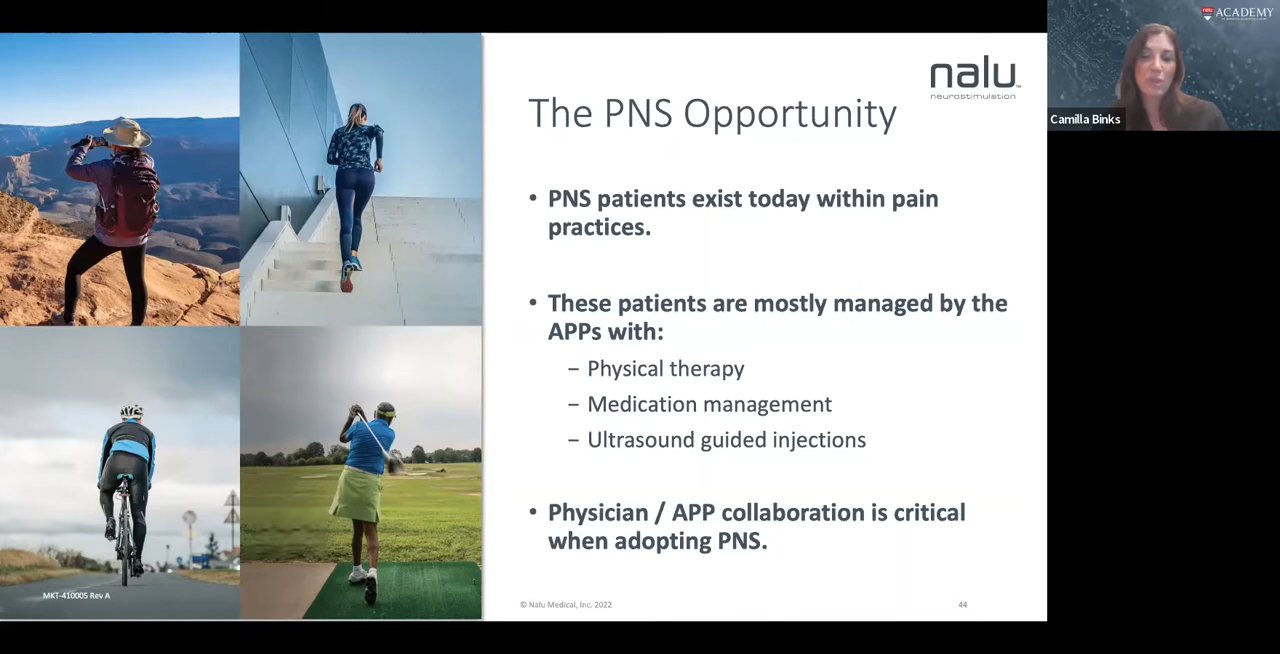 nalu
neurostimulation
The PNS Opportunity
• PNS patients exist today within pain
practices.
• These patients are mostly managed by the
APPs with:
– Physical therapy
– Medication management
– Ultrasound guided injections
• Physician / APP collaboration is critical
when adopting PNS.
MKT-410005 Rev A
© Nalu Medical, Inc. 2022
44
ACADEMY
Camilla Binks